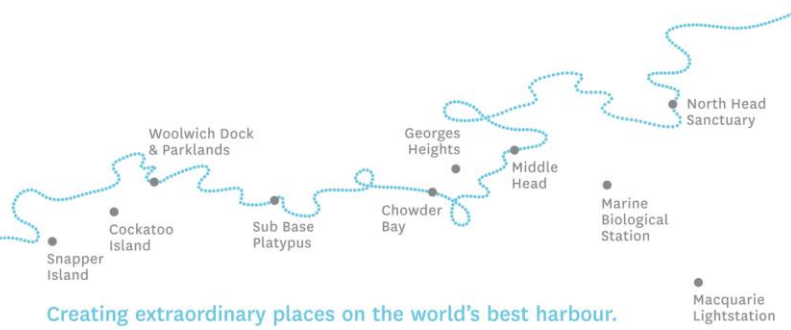 North Head
Sanctuary
Woolwich Dock
& Parklands
Georges
Heights
Middle
Head
Marine
Biological
Station
Chowder
Bay
Sub Base
Platypus
Cockatoo
Island
Snapper
Island
Macquarie
Lightstation
Creating extraordinary places on the world's best harbour.